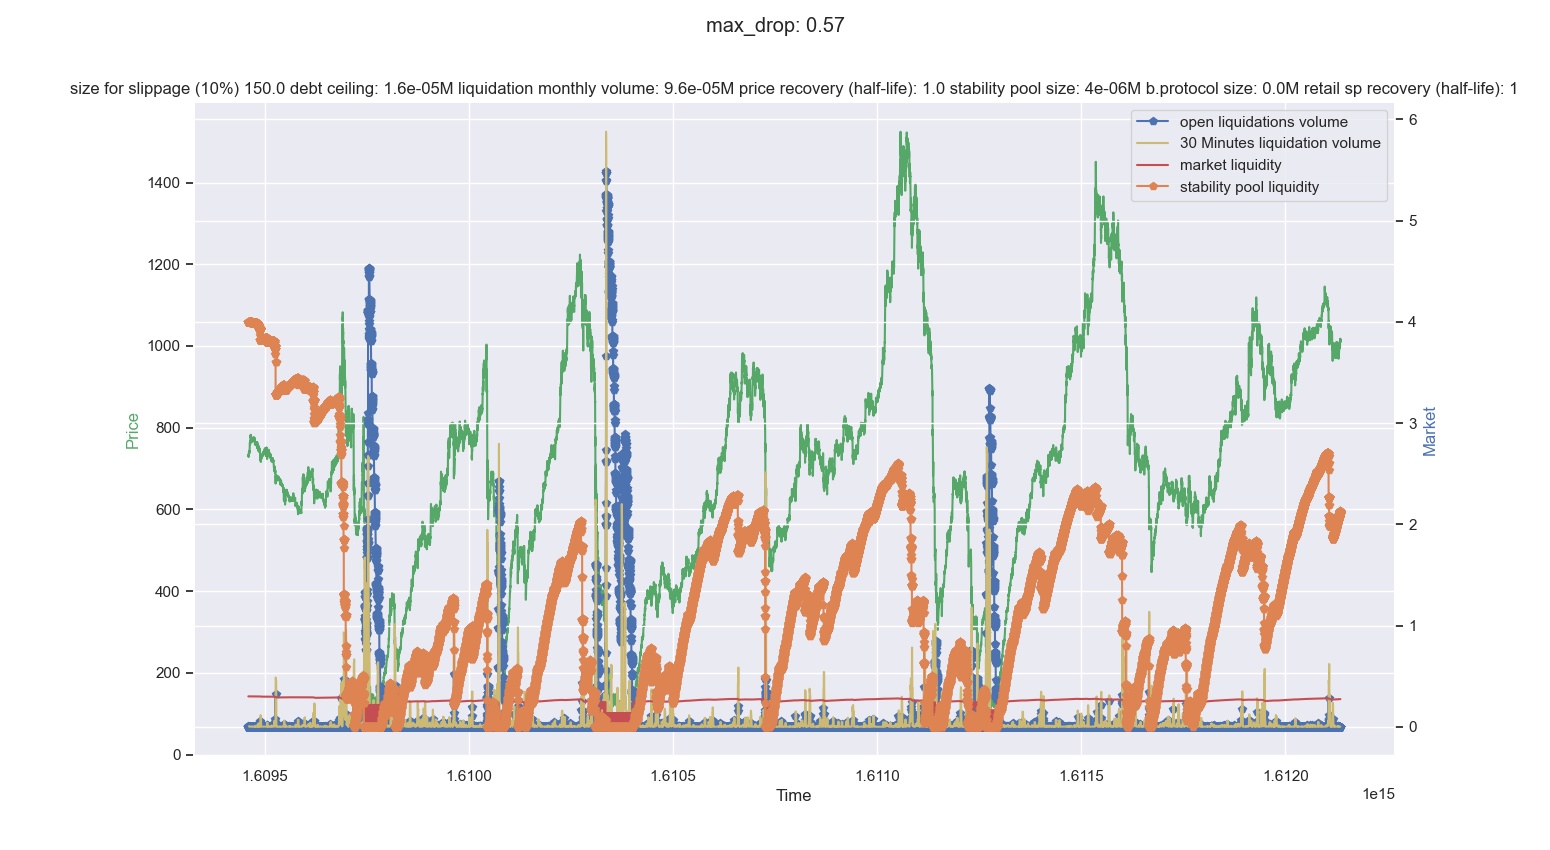 max_drop: 0.57
size for slippage (10%) 150.0 debt ceiling: 1.6e-05M liquidation monthly volume: 9.6e-05M price recovery (half-life): 1.0 stability pool size: 4e-06M b.protocol size: 0.0M retail sp recovery (half-life): 1
open liquidations volume
30 Minutes liquidation volume
market liquidity
stability pool liquidity
Price
1400
1200
1000
800
600
400
200
0
Market
6
5
4
3
2
1
0
1.6095 1.6100 1.6105 1.6110 1.6115 1.6120
Time
1e15